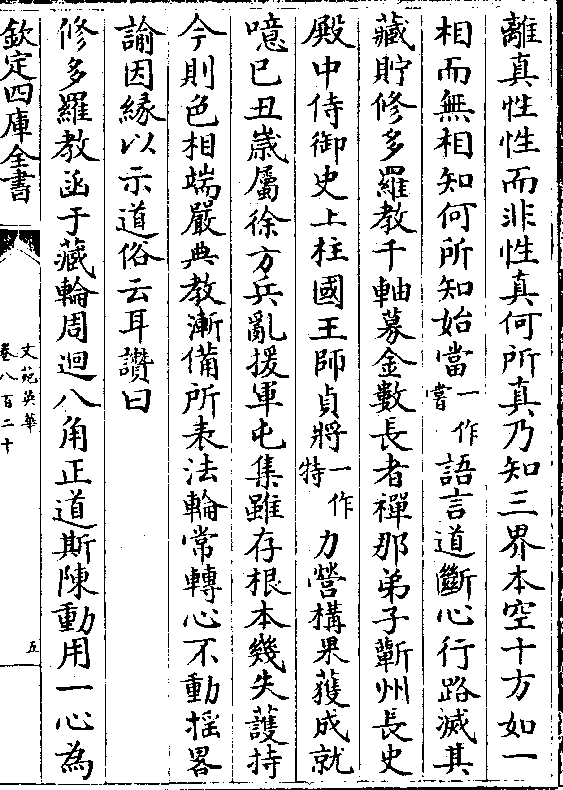 離真性性而非性真何所真乃知三界本空十方如一
相而無相知何所知始當一作嘗語言道斷心行路滅其
藏貯修多羅教千軸募金數長者禪那弟子蘄州長史
殿中侍御史上柱國王師貞將一作特力營構果獲成就
噫已丑嵗屬徐方兵亂援軍屯集雖存根本幾失護持
今則色相端嚴典教漸備所表法輪常轉心不動揺畧
諭因緣以示道俗云耳讚曰
修多羅教函于藏輪周迴八角正道斯陳動用一心為
欽定四庫全書
文苑英華
卷八百二十
五